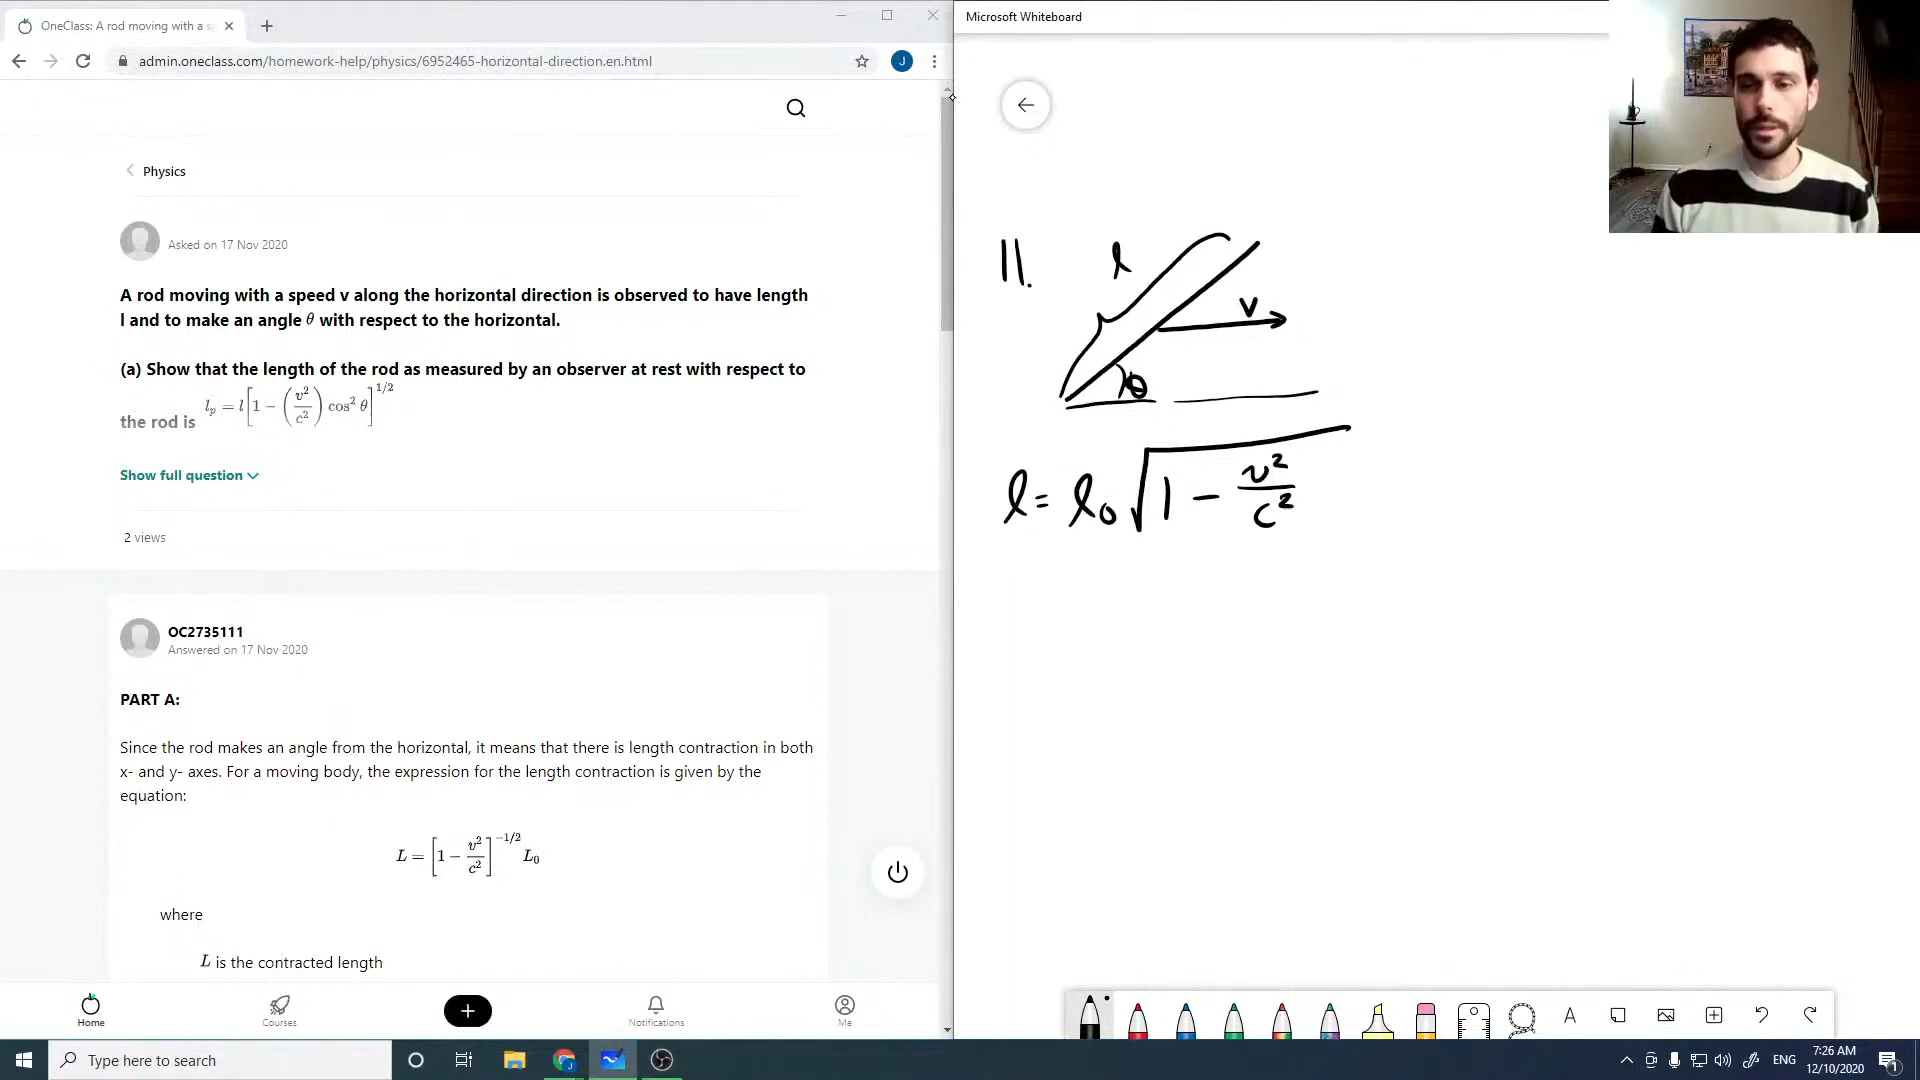 OneClass: A rod moving with a s
admin.oneclass.com/homework-help/physics/6952465-horizontal-direction.en.html
J
Physics
Asked on 17 Nov 2020
A rod moving with a speed v along the horizontal direction is observed to have length
l and to make an angle θ with respect to the horizontal.
(a) Show that the length of the rod as measured by an observer at rest with respect to
the rod is l_p = l[1 − (v²/c²) cos² θ]^{1/2}
Show full question
2 views
OC2735111
Answered on 17 Nov 2020
PART A:
Since the rod makes an angle from the horizontal, it means that there is length contraction in both
x- and y- axes. For a moving body, the expression for the length contraction is given by the
equation:
L = [1 − v²/c²]^{−1/2} L₀
where
L is the contracted length
Home
Courses
Notifications
Me
Microsoft Whiteboard
11.
l
v
θ
l = l₀ √(1 − v²/c²)
A
Type here to search
J
ENG
7:26 AM
12/10/2020
1